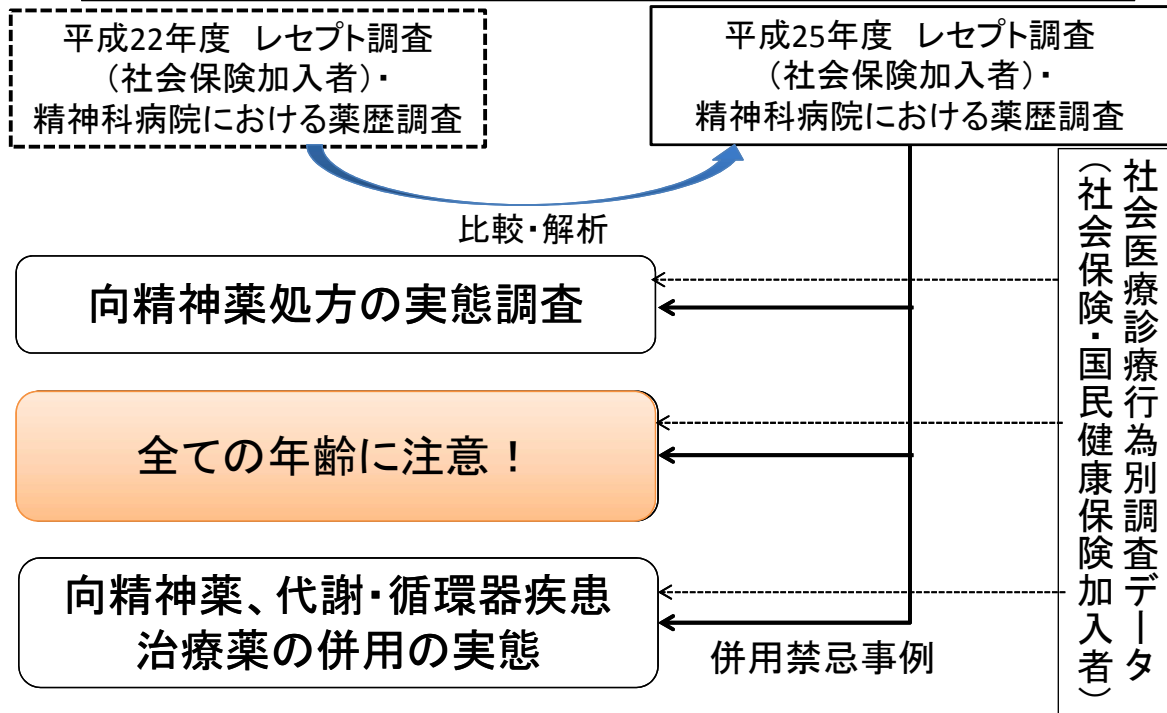 平成22年度 レセプト調査
(社会保険加入者)・
精神科病院における薬歴調査
平成25年度 レセプト調査
(社会保険加入者)・
精神科病院における薬歴調査
比較・解析
向精神薬処方の実態調査
全ての年齢に注意！
向精神薬、代謝・循環器疾患
治療薬の併用の実態
併用禁忌事例
社会医療診療行為別調査データ
(社会保険・国民健康保険加入者)